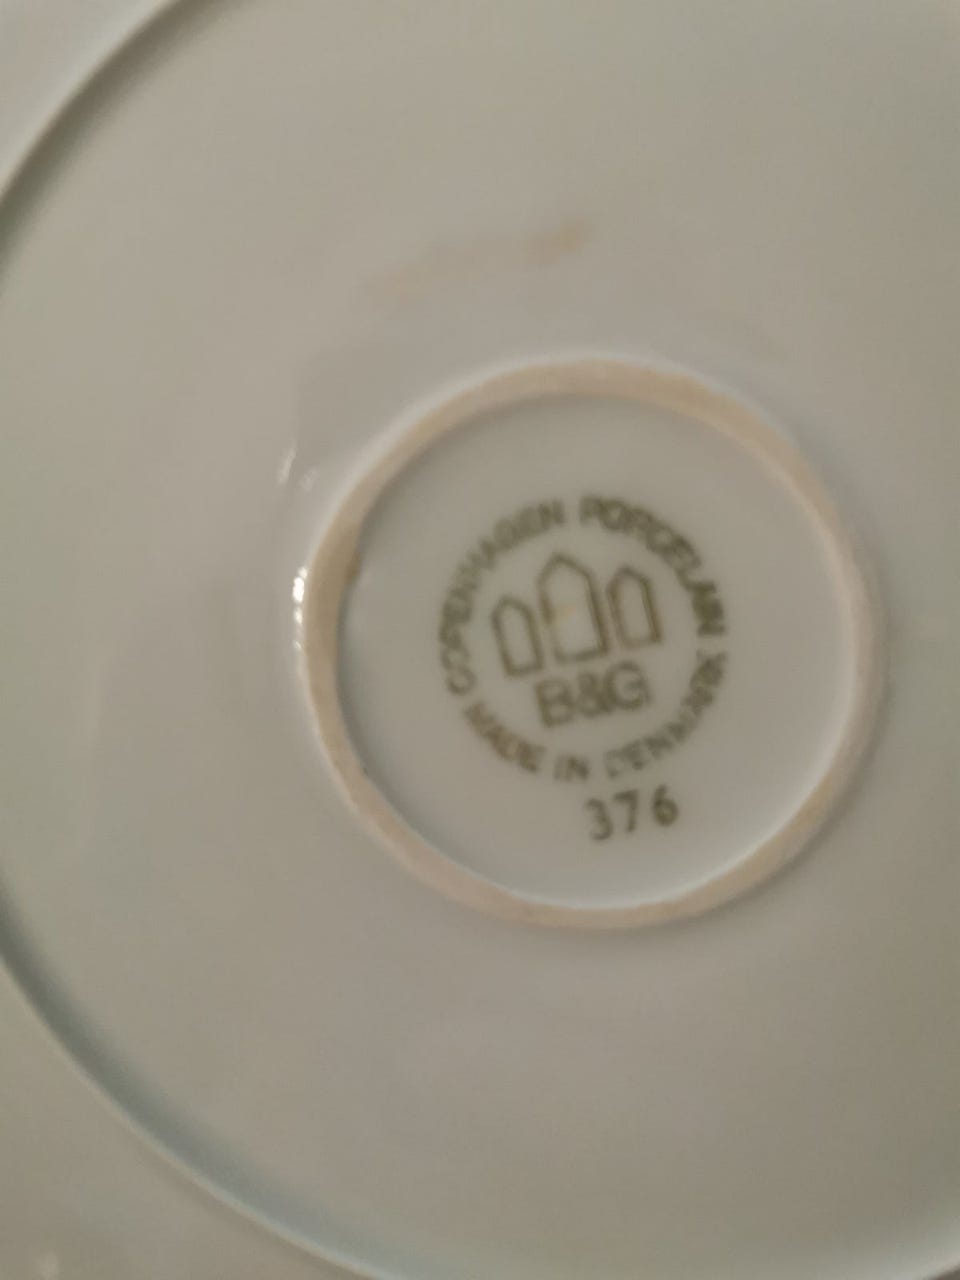 COPENHAGEN PORCELAIN
B&G
MADE IN DENMARK
376